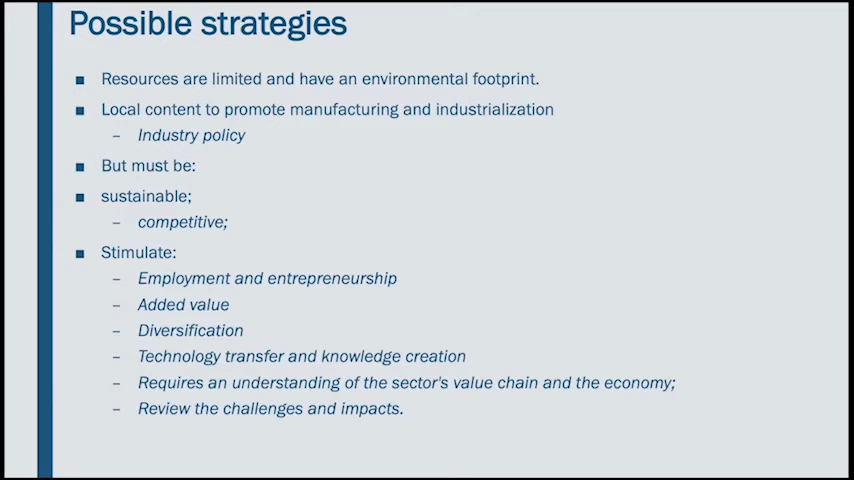 Possible strategies
■ Resources are limited and have an environmental footprint.
■ Local content to promote manufacturing and industrialization
– Industry policy
■ But must be:
■ sustainable;
– competitive;
■ Stimulate:
– Employment and entrepreneurship
– Added value
– Diversification
– Technology transfer and knowledge creation
– Requires an understanding of the sector's value chain and the economy;
– Review the challenges and impacts.